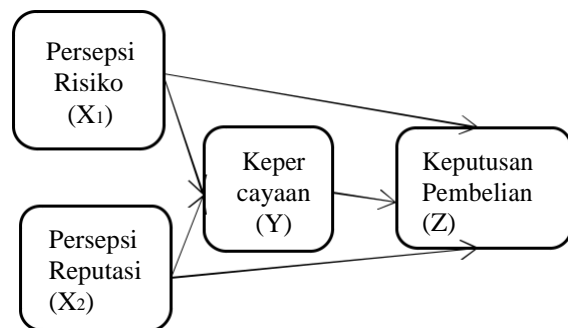 Persepsi
Risiko
(X₁)
Keper
cayaan
(Y)
Keputusan
Pembelian
(Z)
Persepsi
Reputasi
(X₂)